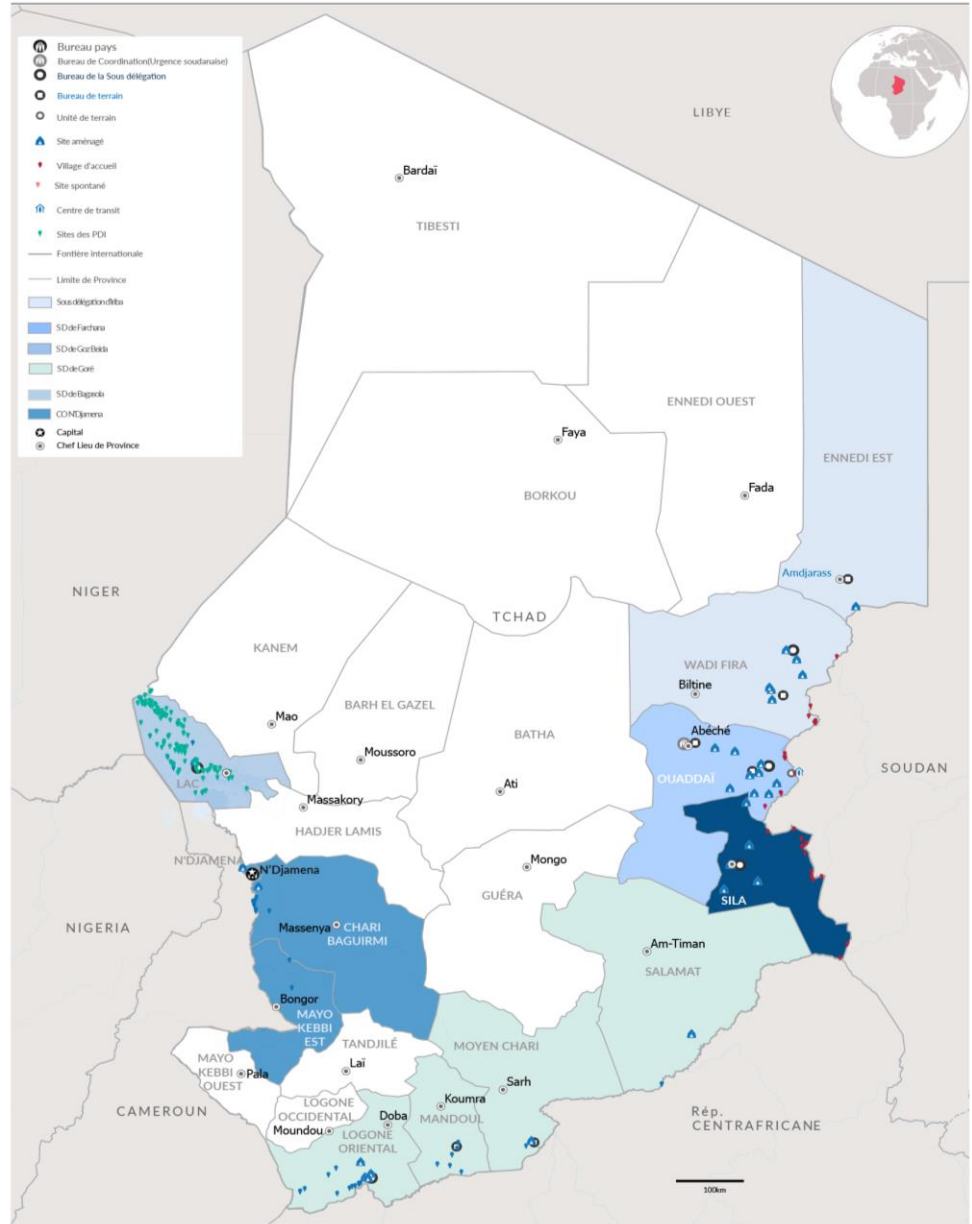 Bureau pays
Bureau de Coordination(Urgence soudanaise)
Bureau de la Sous délégation
Bureau de terrain
Unité de terrain
Site aménagé
Village d'accueil
Site spontané
Centre de transit
Sites des PDI
Fontière internationale
Limite de Province
Sous délégation d'Iriba
S D de Farchana
S D de Goz Beida
S D de Goré
S D de Bagasola
CO N'Djamena
Capital
Chef Lieu de Province
LIBYE
Bardaï
TIBESTI
ENNEDI OUEST
Faya
ENNEDI EST
Fada
BORKOU
Amdjarass
NIGER
TCHAD
KANEM
WADI FIRA
Biltine
BARH EL GAZEL
Mao
Abéché
BATHA
Moussoro
SOUDAN
OUADDAÏ
LAC
Ati
Massakory
HADJER LAMIS
N'DJAMENA
N'Djamena
Mongo
GUÉRA
SILA
NIGERIA
Massenya
CHARI
BAGUIRMI
Am-Timan
SALAMAT
Bongor
MAYO
KEBBI
EST
TANDJILÉ
MOYEN CHARI
MAYO
KEBBI
OUEST
Laï
Pala
Sarh
LOGONE
OCCIDENTAL
Koumra
CAMEROUN
Doba
MANDOUL
Rép.
CENTRAFRICANE
Moundou
LOGONE
ORIENTAL
100km